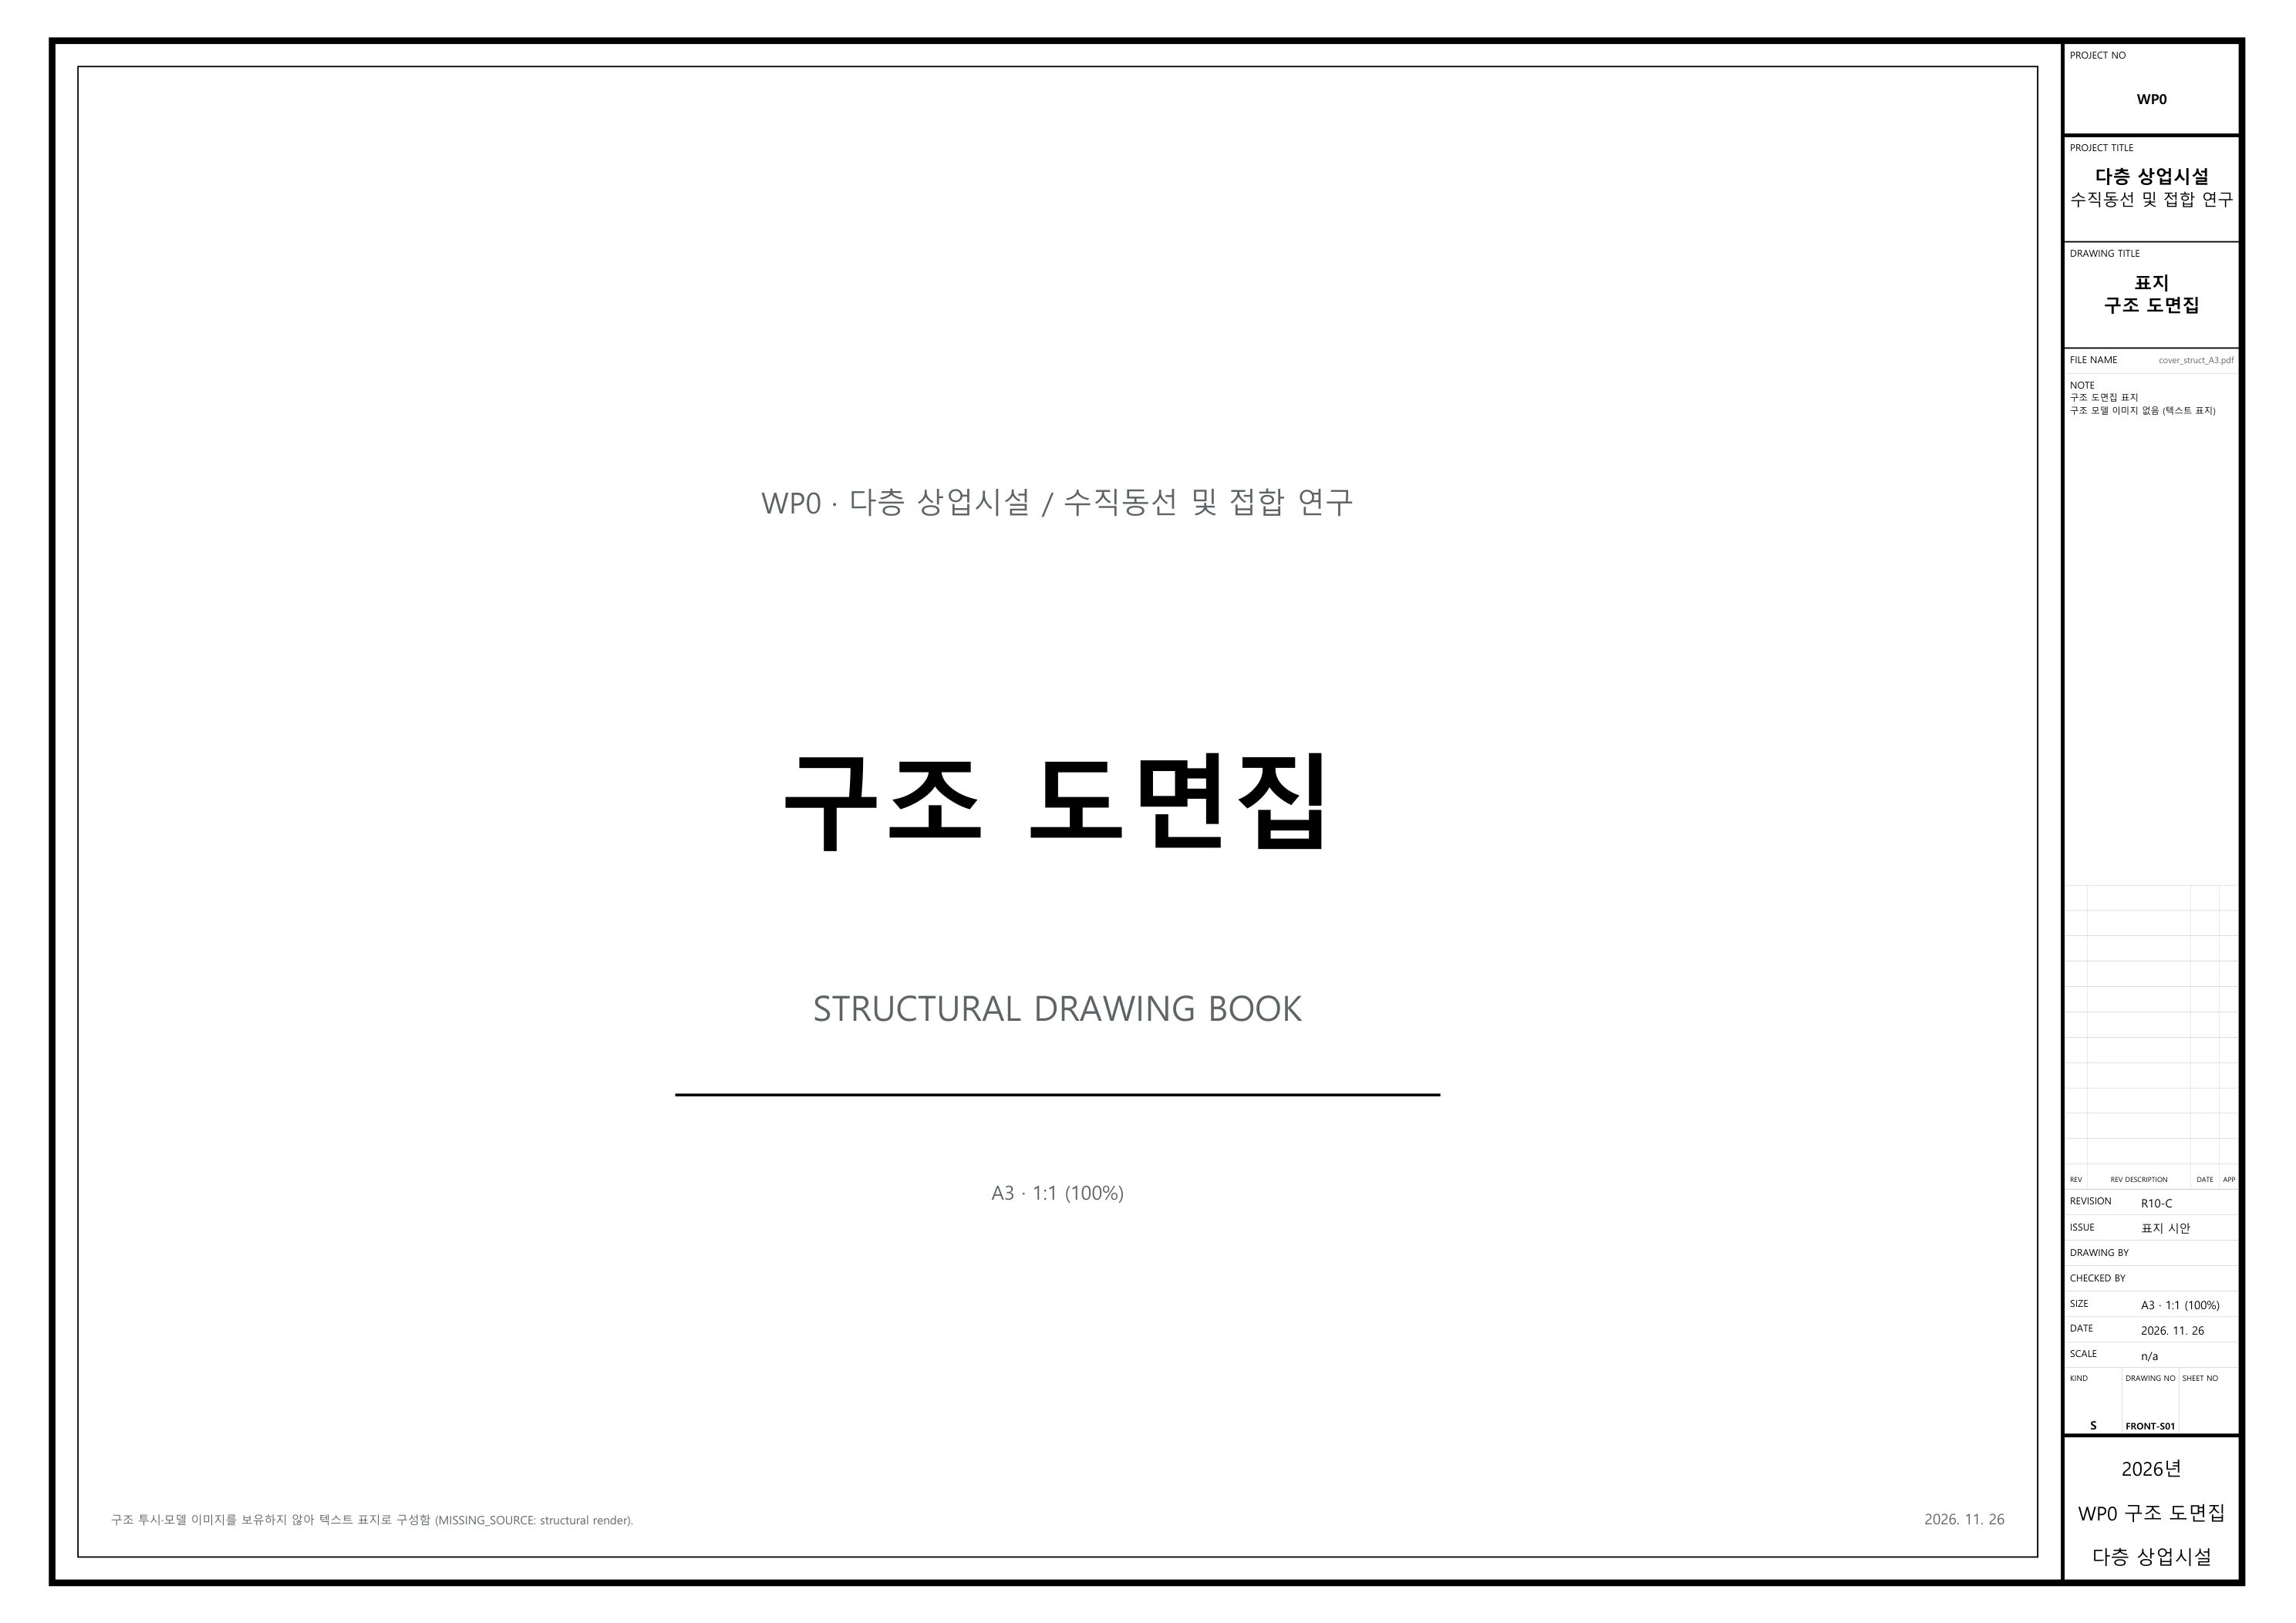 WP0 · 다층 상업시설 / 수직동선 및 접합 연구
구조 도면집
STRUCTURAL DRAWING BOOK
A3 · 1:1 (100%)
구조 투시·모델 이미지를 보유하지 않아 텍스트 표지로 구성함 (MISSING_SOURCE: structural render).
2026. 11. 26
PROJECT NO
WP0
PROJECT TITLE
다층 상업시설
수직동선 및 접합 연구
DRAWING TITLE
표지
구조 도면집
FILE NAME cover_struct_A3.pdf
NOTE
구조 도면집 표지
구조 모델 이미지 없음 (텍스트 표지)
REV REV DESCRIPTION DATE APP
REVISION R10-C
ISSUE 표지 시안
DRAWING BY
CHECKED BY
SIZE A3 · 1:1 (100%)
DATE 2026. 11. 26
SCALE n/a
KIND DRAWING NO SHEET NO
S FRONT-S01
2026년
WP0 구조 도면집
다층 상업시설